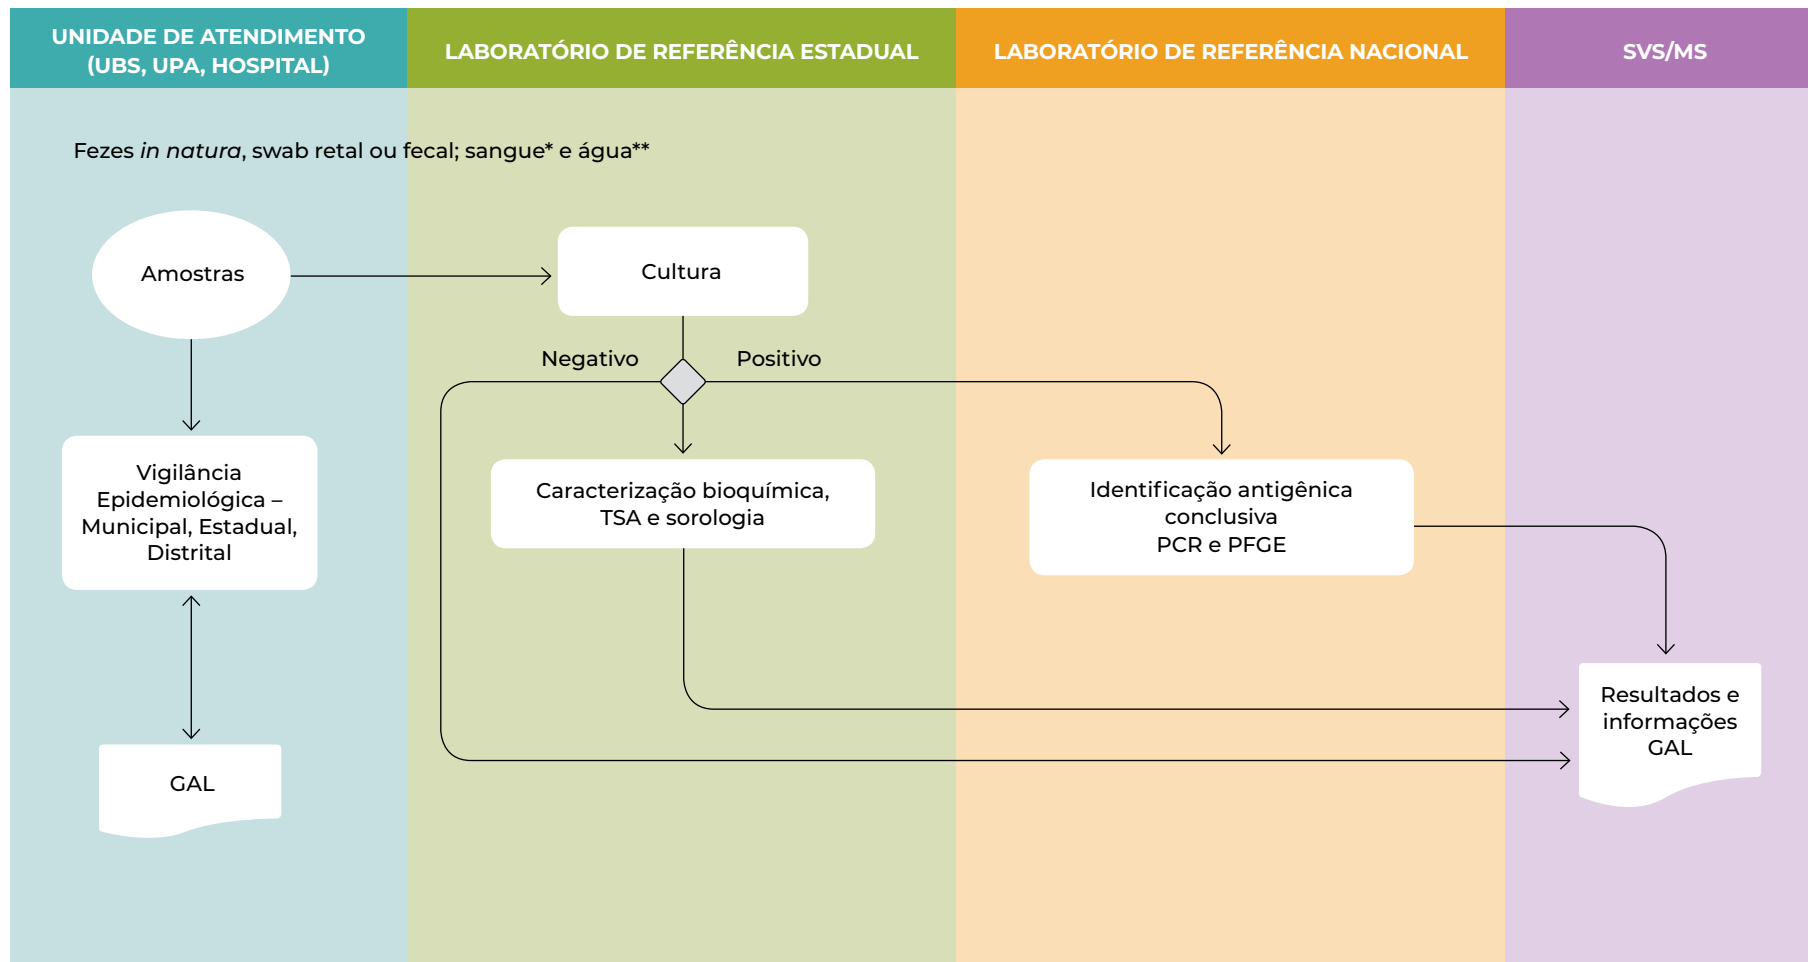 UNIDADE DE ATENDIMENTO
(UBS, UPA, HOSPITAL)
LABORATÓRIO DE REFERÊNCIA ESTADUAL
LABORATÓRIO DE REFERÊNCIA NACIONAL
SVS/MS
Fezes in natura, swab retal ou fecal; sangue* e água**
Amostras
Cultura
Negativo
Positivo
Vigilância
Epidemiológica –
Municipal, Estadual,
Distrital
Caracterização bioquímica,
TSA e sorologia
Identificação antigênica
conclusiva
PCR e PFGE
Resultados e
informações
GAL
GAL